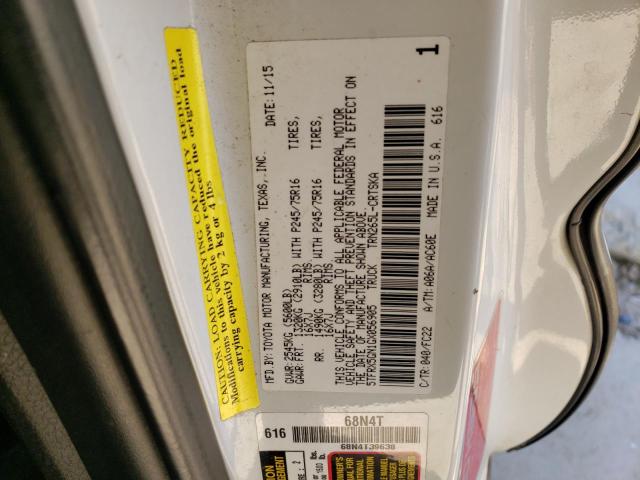 CAUTION: LOAD CARRYING CAPACITY REDUCED
Modifications to this vehicle have reduced the original load
carrying capacity by 2 kg or 4 lbs
MFD.BY: TOYOTA MOTOR MANUFACTURING, TEXAS, INC. DATE: 11/15
GVWR: 2545KG (5600LB)
GAWR: FRT. 1320KG (2910LB) WITH P245/75R16 TIRES,
16X7J RIMS
RR. 1490KG (3280LB) WITH P245/75R16 TIRES,
16X7J RIMS
THIS VEHICLE CONFORMS TO ALL APPLICABLE FEDERAL MOTOR
VEHICLE SAFETY AND THEFT PREVENTION STANDARDS IN EFFECT ON
THE DATE OF MANUFACTURE SHOWN ABOVE.
5TFRX5GN1GX056905 TRUCK TRN265L-CRTSKA
C/TR: 040/FC22 A/TM: A06A/AC60E MADE IN U.S.A. 616
1
616
68N4T
68N4T39638